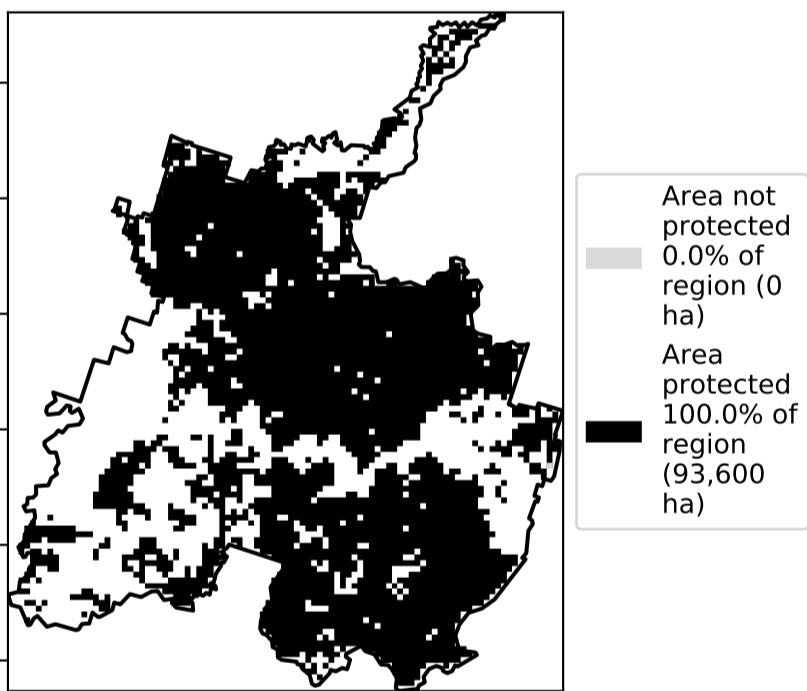 Area not
protected
0.0% of
region (0
ha)
Area
protected
100.0% of
region
(93,600
ha)